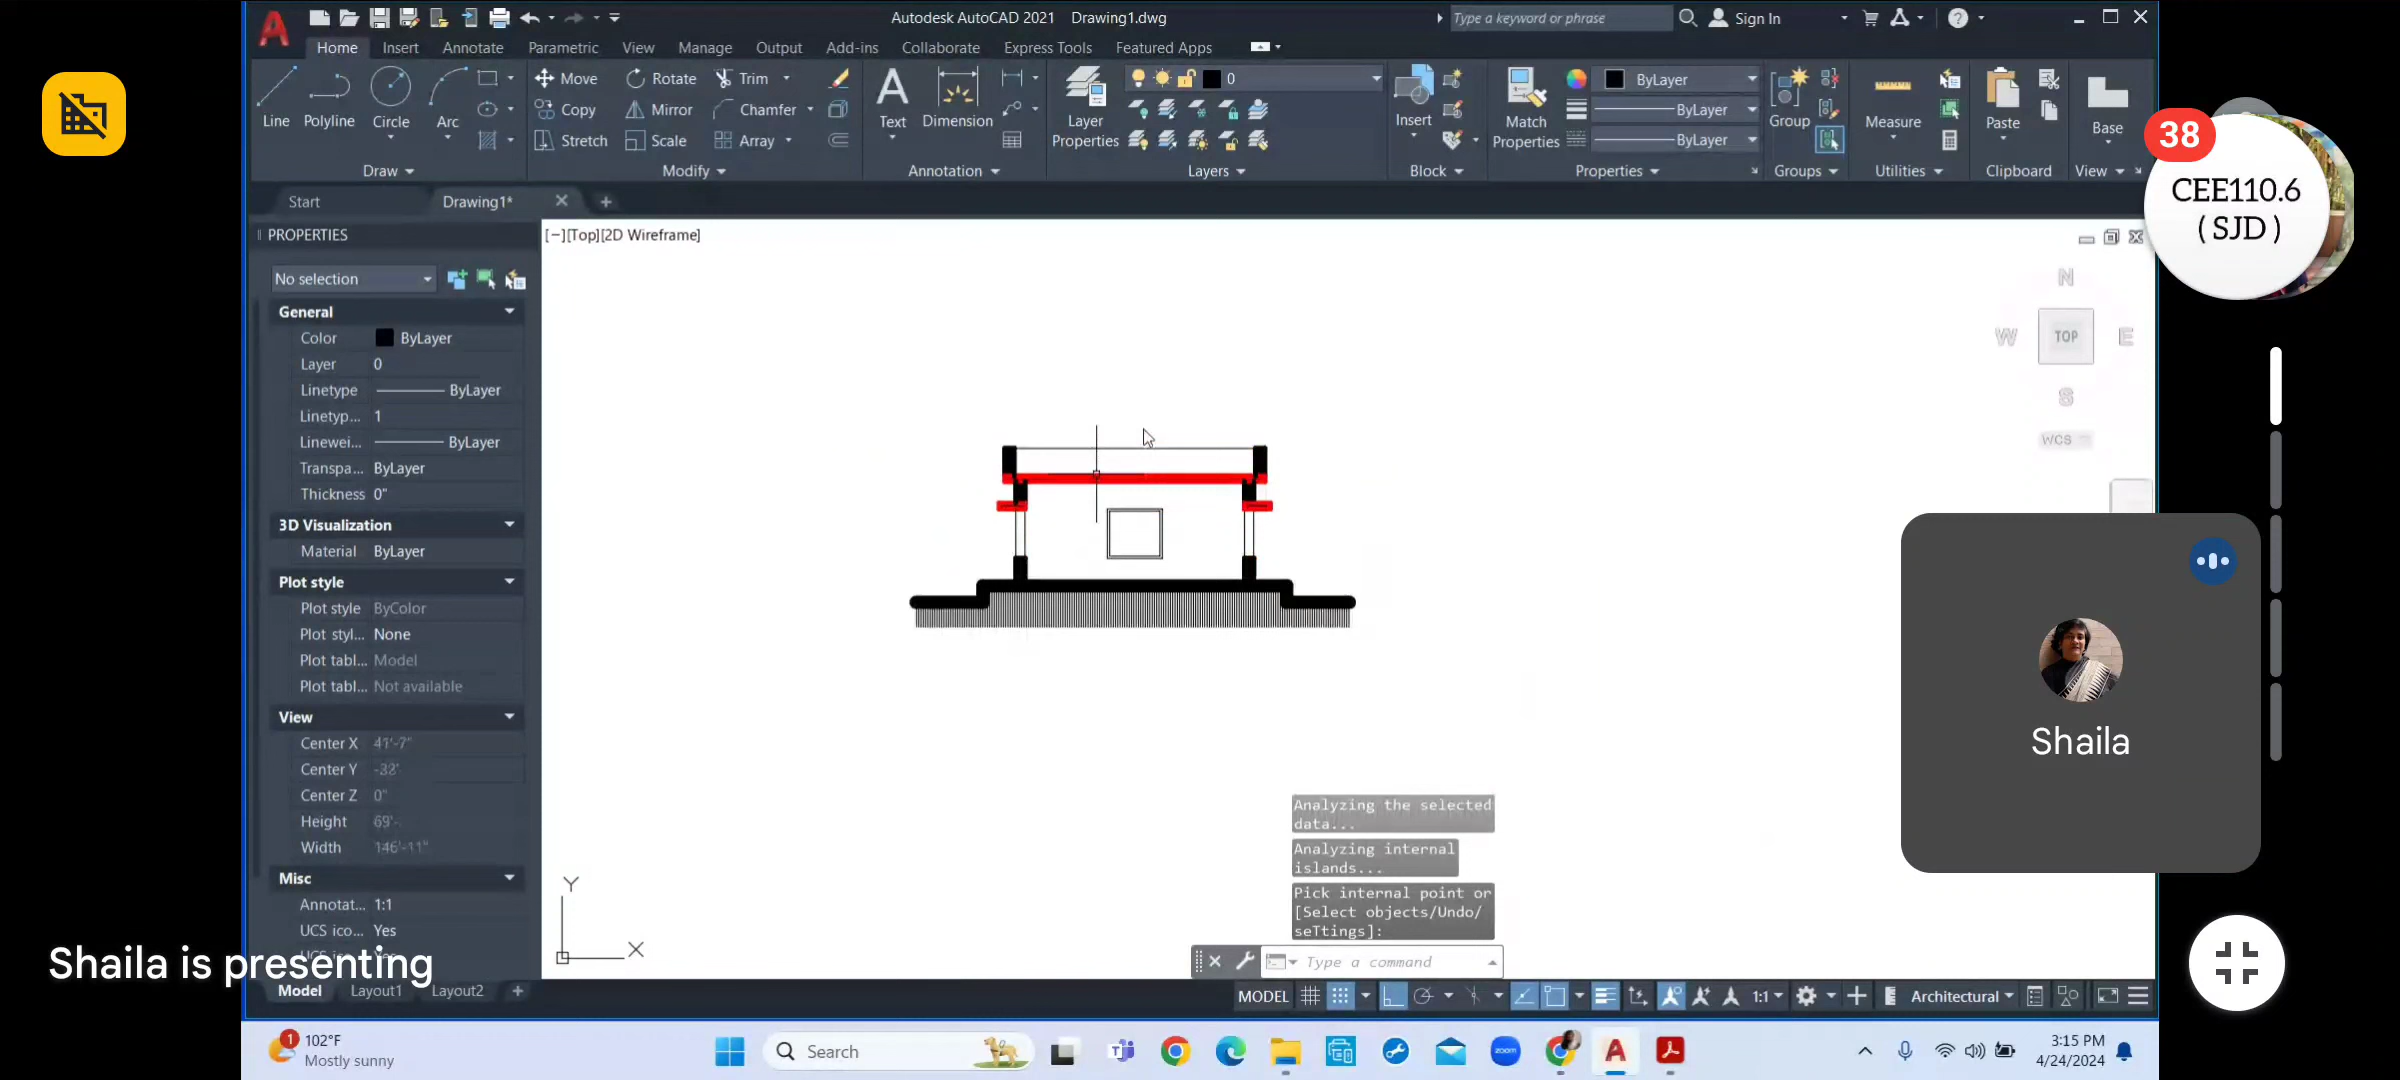 Autodesk AutoCAD 2021 Drawing1.dwg
Type a keyword or phrase
Sign In
Home Insert Annotate Parametric View Manage Output Add-ins Collaborate Express Tools Featured Apps
Line Polyline Circle Arc
Move Rotate Trim
Copy Mirror Chamfer
Stretch Scale Array
Text Dimension
Layer Properties
0
Insert
Match Properties
ByLayer
ByLayer
ByLayer
Group
Measure
Paste
Base
Draw Modify Annotation Layers Block Properties Groups Utilities Clipboard View
38
CEE110.6
( SJD )
Start Drawing1*
PROPERTIES
[−][Top][2D Wireframe]
No selection
General
Color ByLayer
Layer 0
Linetype ByLayer
Linetyp... 1
Linewei... ByLayer
Transpa... ByLayer
Thickness 0"
3D Visualization
Material ByLayer
Plot style
Plot style ByColor
Plot styl... None
Plot tabl... Model
Plot tabl... Not available
View
Center X 41'-7"
Center Y -33'
Center Z 0"
Height 69'-
Width 146'-11"
Misc
Annotat... 1:1
UCS ico... Yes
N
W TOP E
S
WCS
Shaila
Analyzing the selected
data...
Analyzing internal
islands...
Pick internal point or
[Select objects/Undo/
seTtings]:
Y
X
Type a command
Shaila is presenting
Model Layout1 Layout2
MODEL 1:1 Architectural
1
102°F
Mostly sunny
Search
zoom
3:15 PM
4/24/2024